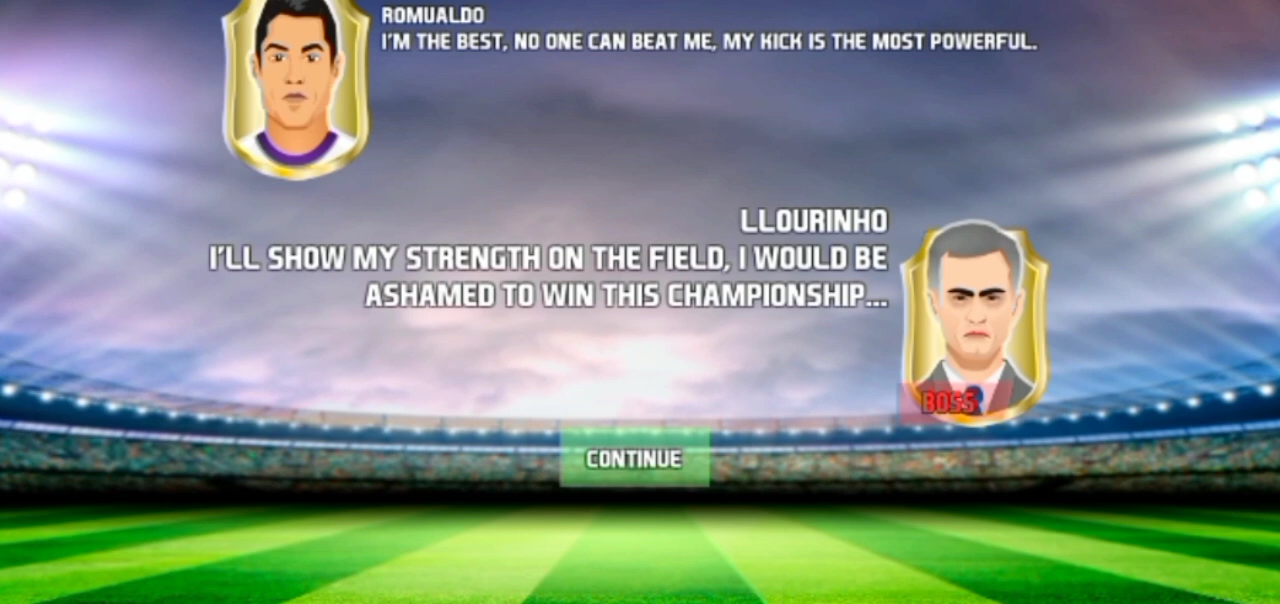 ROMUALDO
I'M THE BEST, NO ONE CAN BEAT ME, MY KICK IS THE MOST POWERFUL.
LLOURINHO
I'LL SHOW MY STRENGTH ON THE FIELD, I WOULD BE
ASHAMED TO WIN THIS CHAMPIONSHIP...
BOSS
CONTINUE